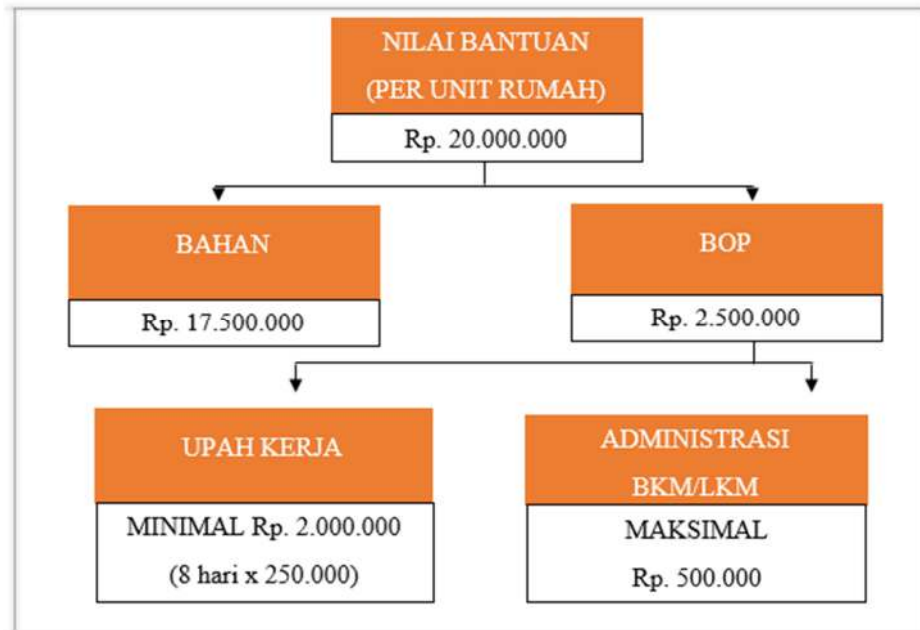 NILAI BANTUAN
(PER UNIT RUMAH)
Rp. 20.000.000
BAHAN
Rp. 17.500.000
BOP
Rp. 2.500.000
UPAH KERJA
MINIMAL Rp. 2.000.000
(8 hari x 250.000)
ADMINISTRASI
BKM/LKM
MAKSIMAL
Rp. 500.000